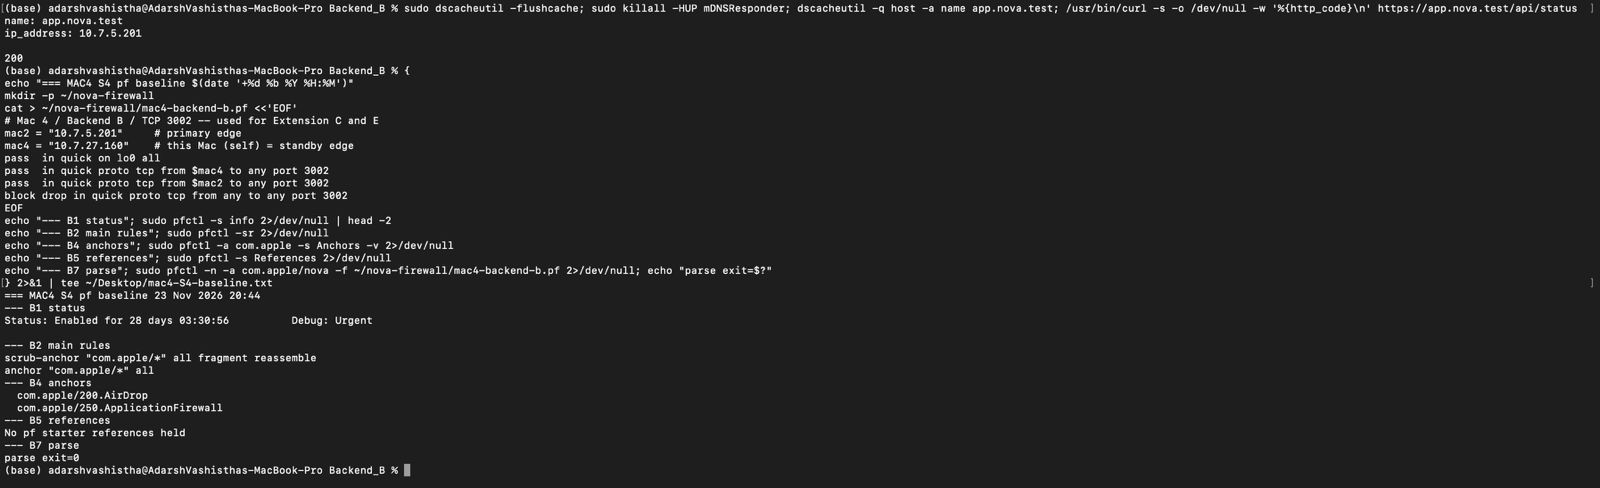 [(base) adarshvashistha@AdarshVashisthas-MacBook-Pro Backend_B % sudo dscacheutil -flushcache; sudo killall -HUP mDNSResponder; dscacheutil -q host -a name app.nova.test; /usr/bin/curl -s -o /dev/null -w '%{http_code}\n' https://app.nova.test/api/status ]
name: app.nova.test
ip_address: 10.7.5.201

200
(base) adarshvashistha@AdarshVashisthas-MacBook-Pro Backend_B % {
echo "=== MAC4 S4 pf baseline $(date '+%d %b %Y %H:%M')"
mkdir -p ~/nova-firewall
cat > ~/nova-firewall/mac4-backend-b.pf <<'EOF'
# Mac 4 / Backend B / TCP 3002 -- used for Extension C and E
mac2 = "10.7.5.201"     # primary edge
mac4 = "10.7.27.160"    # this Mac (self) = standby edge
pass  in quick on lo0 all
pass  in quick proto tcp from $mac4 to any port 3002
pass  in quick proto tcp from $mac2 to any port 3002
block drop in quick proto tcp from any to any port 3002
EOF
echo "--- B1 status"; sudo pfctl -s info 2>/dev/null | head -2
echo "--- B2 main rules"; sudo pfctl -sr 2>/dev/null
echo "--- B4 anchors"; sudo pfctl -a com.apple -s Anchors -v 2>/dev/null
echo "--- B5 references"; sudo pfctl -s References 2>/dev/null
echo "--- B7 parse"; sudo pfctl -n -a com.apple/nova -f ~/nova-firewall/mac4-backend-b.pf 2>/dev/null; echo "parse exit=$?"
[} 2>&1 | tee ~/Desktop/mac4-S4-baseline.txt ]
=== MAC4 S4 pf baseline 23 Nov 2026 20:44
--- B1 status
Status: Enabled for 28 days 03:30:56          Debug: Urgent

--- B2 main rules
scrub-anchor "com.apple/*" all fragment reassemble
anchor "com.apple/*" all
--- B4 anchors
  com.apple/200.AirDrop
  com.apple/250.ApplicationFirewall
--- B5 references
No pf starter references held
--- B7 parse
parse exit=0
(base) adarshvashistha@AdarshVashisthas-MacBook-Pro Backend_B %